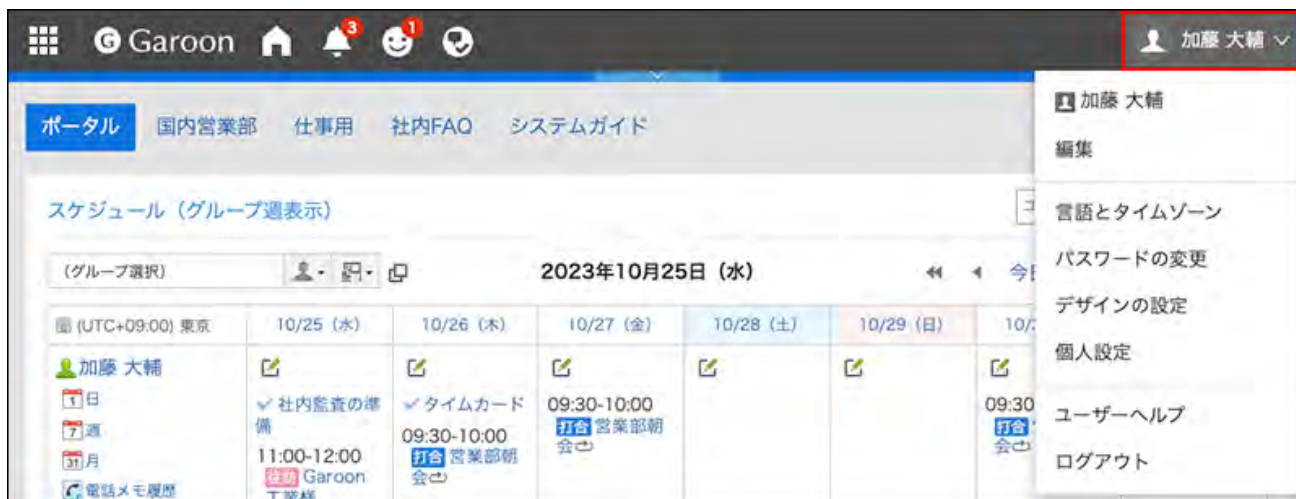 Garoon 3 1 加藤 大輔
ポータル 国内営業部 仕事用 社内FAQ システムガイド
加藤 大輔
編集
言語とタイムゾーン
パスワードの変更
デザインの設定
個人設定
ユーザーヘルプ
ログアウト
スケジュール（グループ週表示）
（グループ選択） 2023年10月25日（水）
(UTC+09:00) 東京 10/25（水） 10/26（木） 10/27（金） 10/28（土） 10/29（日）
加藤 大輔
1 日
7 週
31 月
電話メモ履歴
社内監査の準
備
11:00-12:00
往訪 Garoon
工業様
タイムカード
09:30-10:00
打合 営業部朝
会
09:30-10:00
打合 営業部朝
会
09:30
打合
会